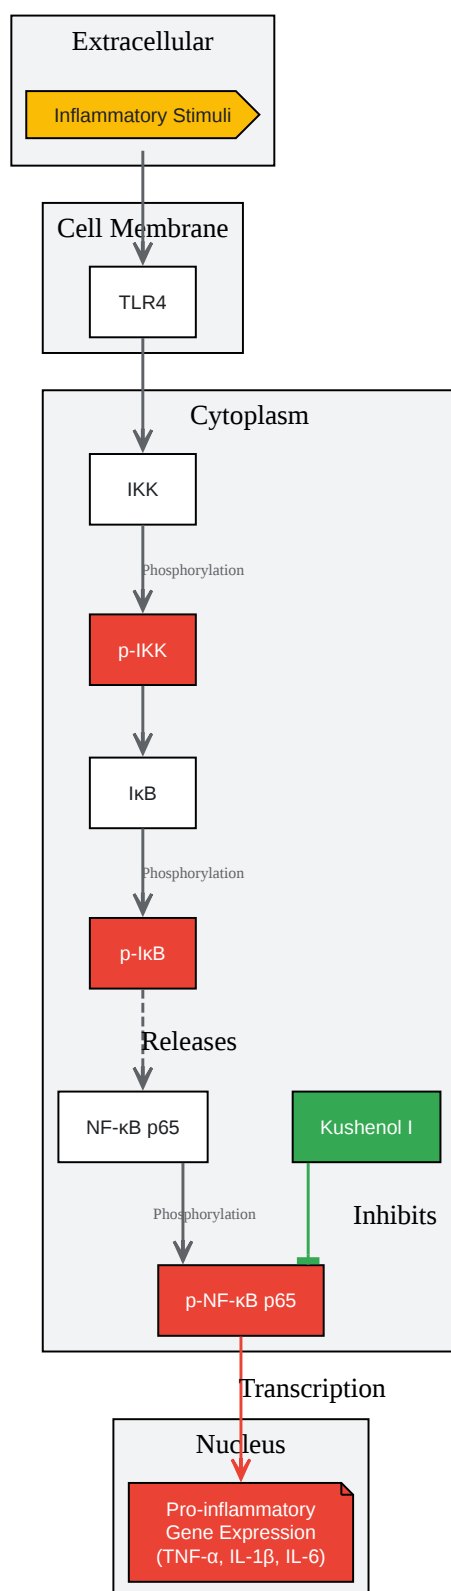 Extracellular
Inflammatory Stimuli
Cell Membrane
TLR4
Cytoplasm
IKK
Phosphorylation
p-IKK
IκB
Phosphorylation
p-IκB
Releases
NF-κB p65
Kushenol I
Phosphorylation
Inhibits
p-NF-κB p65
Transcription
Nucleus
Pro-inflammatory
Gene Expression
(TNF-α, IL-1β, IL-6)